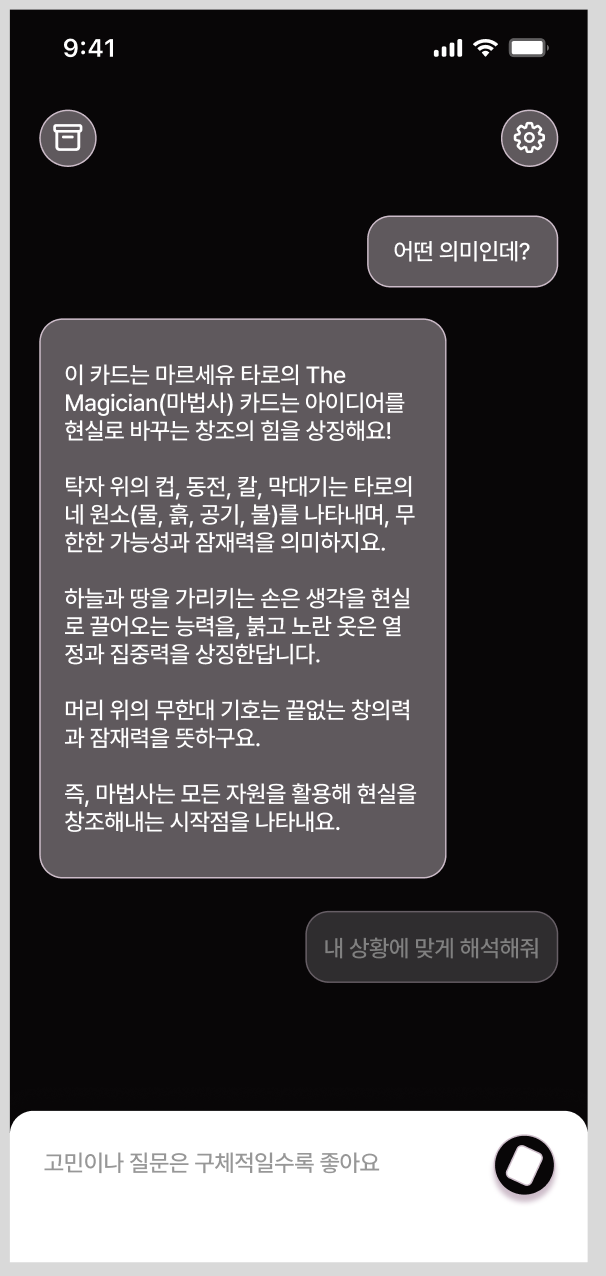 9:41
어떤 의미인데?
이 카드는 마르세유 타로의 The
Magician(마법사) 카드는 아이디어를
현실로 바꾸는 창조의 힘을 상징해요!
탁자 위의 컵, 동전, 칼, 막대기는 타로의
네 원소(물, 흙, 공기, 불)를 나타내며, 무
한한 가능성과 잠재력을 의미하지요.
하늘과 땅을 가리키는 손은 생각을 현실
로 끌어오는 능력을, 붉고 노란 옷은 열
정과 집중력을 상징한답니다.
머리 위의 무한대 기호는 끝없는 창의력
과 잠재력을 뜻하구요.
즉, 마법사는 모든 자원을 활용해 현실을
창조해내는 시작점을 나타내요.
내 상황에 맞게 해석해줘
고민이나 질문은 구체적일수록 좋아요